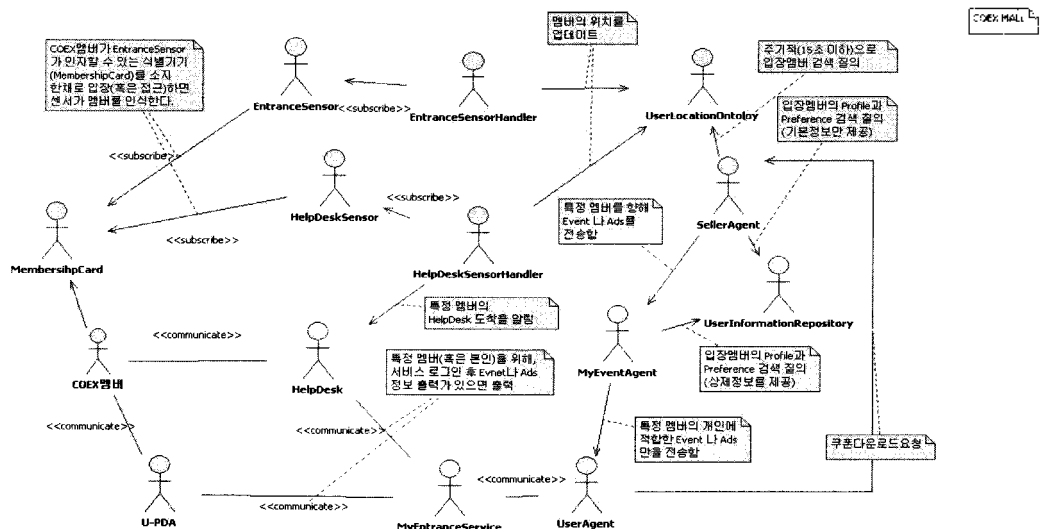 COEX MALL
COEX멤버가 EntranceSensor
가 인지할 수 있는 식별기기
(MembershipCard)를 소지
한채로 입장(혹은 접근)하면
센서가 멤버를 인식한다.
멤버의 위치를
업데이트
주기적(15초 이하)으로
입장멤버 검색 질의
입장멤버의 Profile과
Preference 검색 질의
(기본정보만 제공)
EntranceSensor
<<subscribe>>
EntranceSensorHandler
UserLocationOntology
<<subscribe>>
HelpDeskSensor
<<subscribe>>
<<subscribe>>
특정 멤버를 향해
Event 나 Ads를
전송함
SellerAgent
MembersihpCard
HelpDeskSensorHandler
특정 멤버의
HelpDesk 도착을 알림
UserInformationRepository
<<communicate>>
COEX멤버
HelpDesk
특정 멤버(혹은 본인)를 위해,
서비스 로그인 후 Evnet나 Ads
정보 출력이 있으면 출력
MyEventAgent
입장멤버의 Profile과
Preference 검색 질의
(상제정보를 제공)
<<communicate>>
<<communicate>>
특정 멤버의 개인에
적합한 Event 나 Ads
만을 전송함
쿠폰다운로드요청
U-PDA
<<communicate>>
MyEntranceService
<<communicate>>
UserAgent